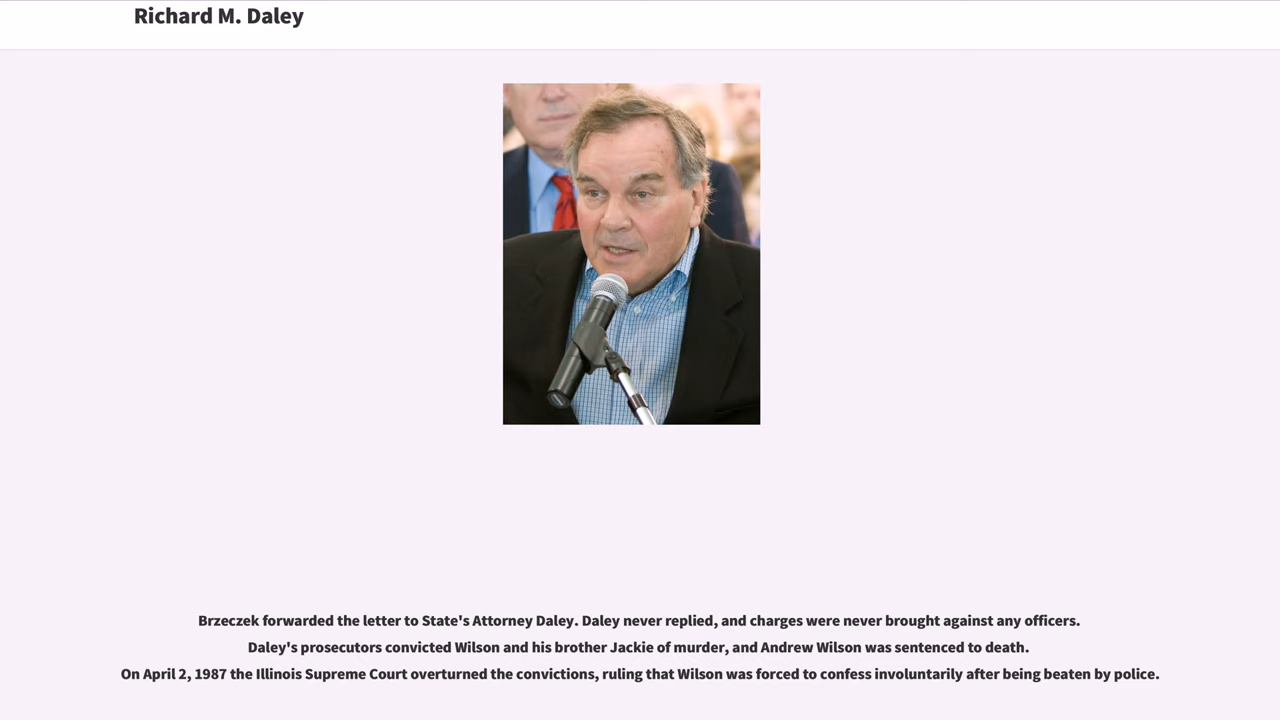 Richard M. Daley
Brzeczek forwarded the letter to State's Attorney Daley. Daley never replied, and charges were never brought against any officers.
Daley's prosecutors convicted Wilson and his brother Jackie of murder, and Andrew Wilson was sentenced to death.
On April 2, 1987 the Illinois Supreme Court overturned the convictions, ruling that Wilson was forced to confess involuntarily after being beaten by police.